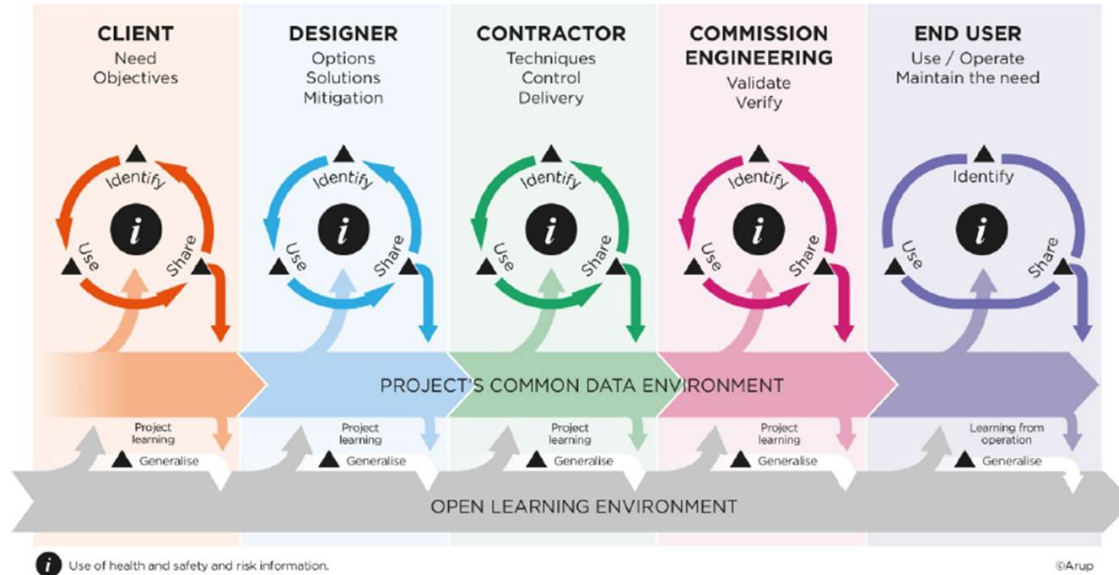 CLIENT
Need
Objectives
DESIGNER
Options
Solutions
Mitigation
CONTRACTOR
Techniques
Control
Delivery
COMMISSION
ENGINEERING
Validate
Verify
END USER
Use / Operate
Maintain the need
Identify
i
Use
Share
Identify
i
Use
Share
Identify
i
Use
Share
Identify
i
Use
Share
Identify
i
Use
Share
PROJECT'S COMMON DATA ENVIRONMENT
Project
learning
Generalise
Project
learning
Generalise
Project
learning
Generalise
Project
learning
Generalise
Learning from
operation
Generalise
OPEN LEARNING ENVIRONMENT
i Use of health and safety and risk information.
©Arup